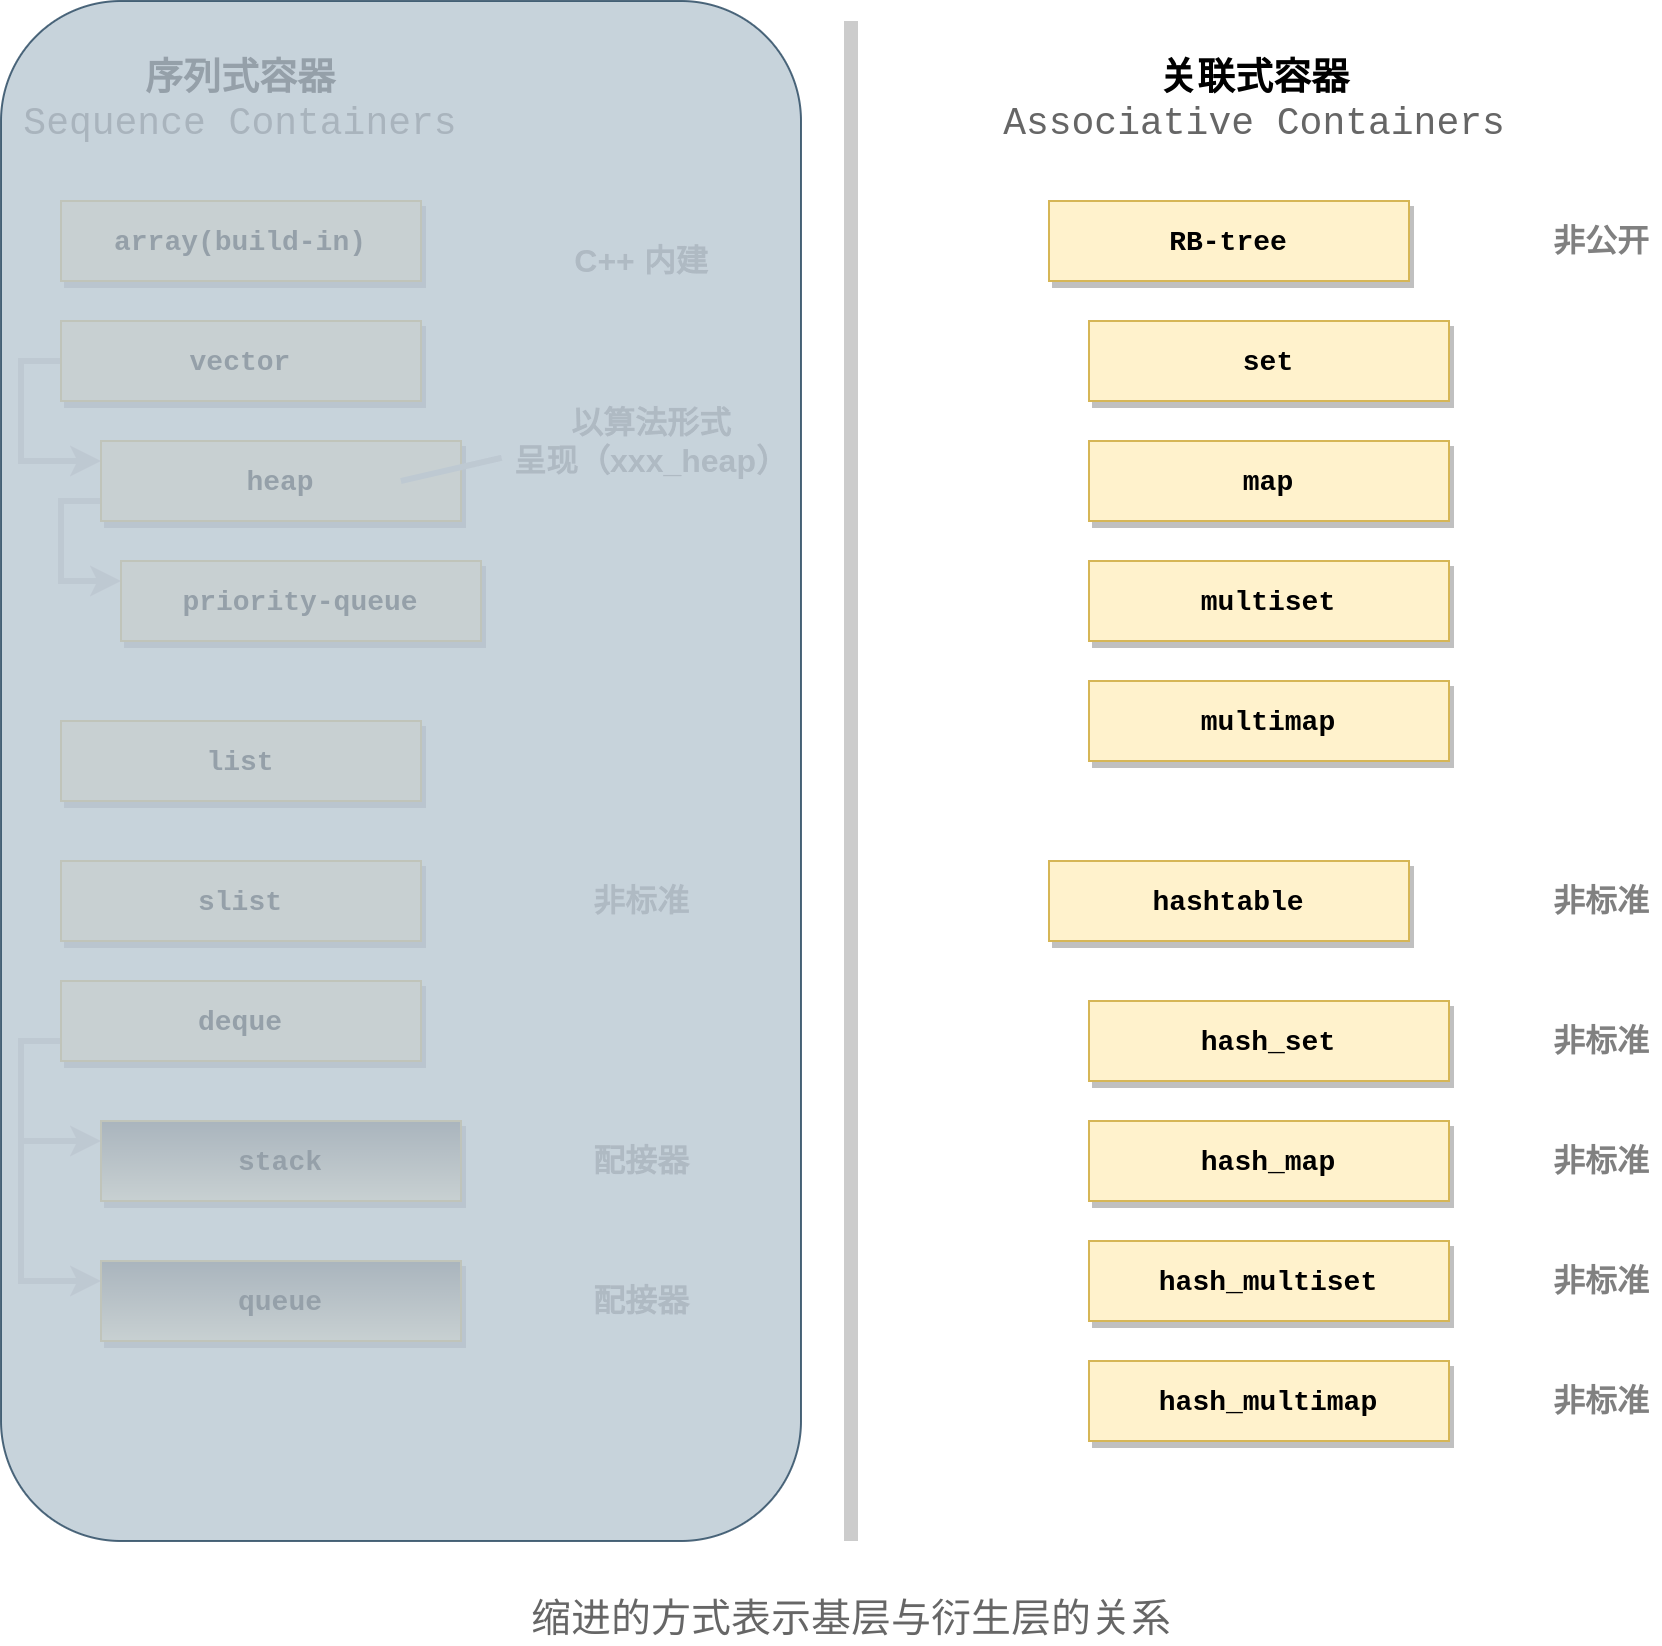 序列式容器
Sequence Containers
array(build-in)
C++ 内建
vector
以算法形式
呈现（xxx_heap）
heap
priority-queue
list
slist
非标准
deque
stack
配接器
queue
配接器
关联式容器
Associative Containers
RB-tree
非公开
set
map
multiset
multimap
hashtable
非标准
hash_set
非标准
hash_map
非标准
hash_multiset
非标准
hash_multimap
非标准
缩进的方式表示基层与衍生层的关系